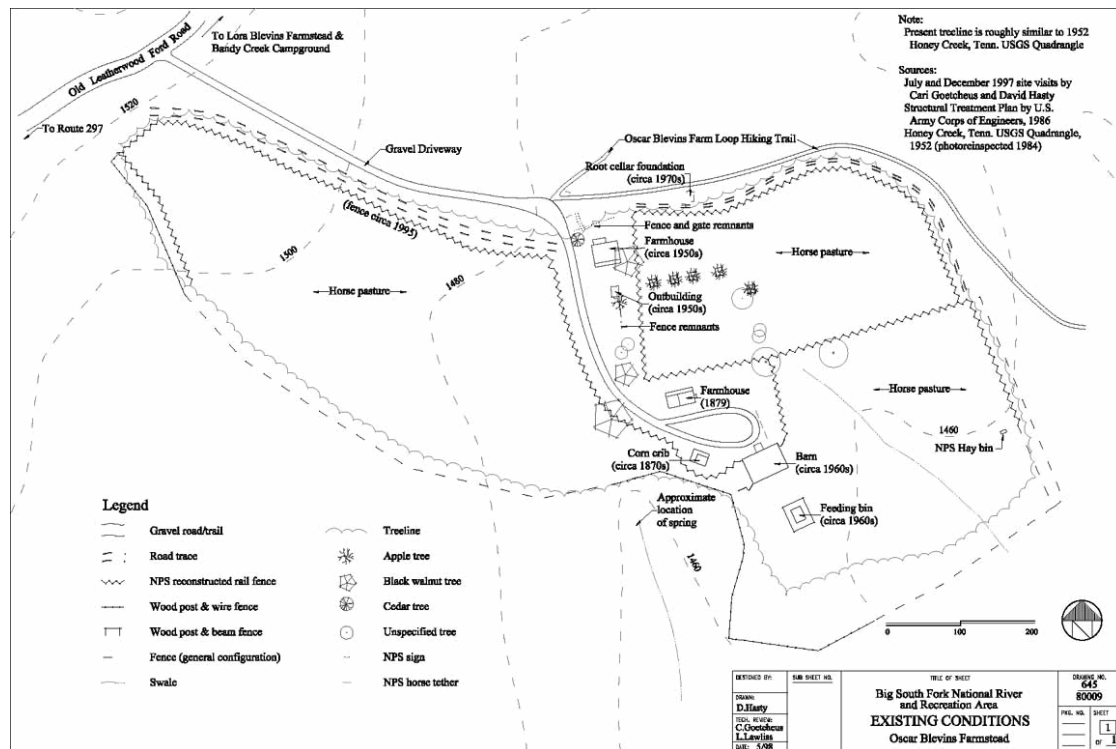 To Lora Blevins Farmstead &
Bandy Creek Campground
Old Leatherwood Ford Road
1520
To Route 297
Gravel Driveway
(fence circa 1995)
1500
Horse pasture
1480
Note:
Present treeline is roughly similar to 1952
Honey Creek, Tenn. USGS Quadrangle
Sources:
July and December 1997 site visits by
Cari Goetcheus and David Hasty
Structural Treatment Plan by U.S.
Army Corps of Engineers, 1986
Honey Creek, Tenn. USGS Quadrangle,
1952 (photoreinspected 1984)
Oscar Blevins Farm Loop Hiking Trail
Root cellar foundation
(circa 1970s)
Fence and gate remnants
Farmhouse
(circa 1950s)
Horse pasture
Outbuilding
(circa 1950s)
Fence remnants
Farmhouse
(1879)
Horse pasture
1460
NPS Hay bin
Corn crib
(circa 1870s)
Barn
(circa 1960s)
Approximate
location
of spring
Feeding bin
(circa 1960s)
1460
Legend
Gravel road/trail
Road trace
NPS reconstructed rail fence
Wood post & wire fence
Wood post & beam fence
Fence (general configuration)
Swale
Treeline
Apple tree
Black walnut tree
Cedar tree
Unspecified tree
NPS sign
NPS horse tether
0 100 200
DESIGNED BY:
DRAWN:
D.Hasty
TECH. REVIEW:
C.Goetcheus
L.Lawliss
DATE: 5/98
SUB SHEET NO.
TITLE OF SHEET
Big South Fork National River
and Recreation Area
EXISTING CONDITIONS
Oscar Blevins Farmstead
DRAWING NO.
645
80009
PKG. NO. SHEET
1
OF 1